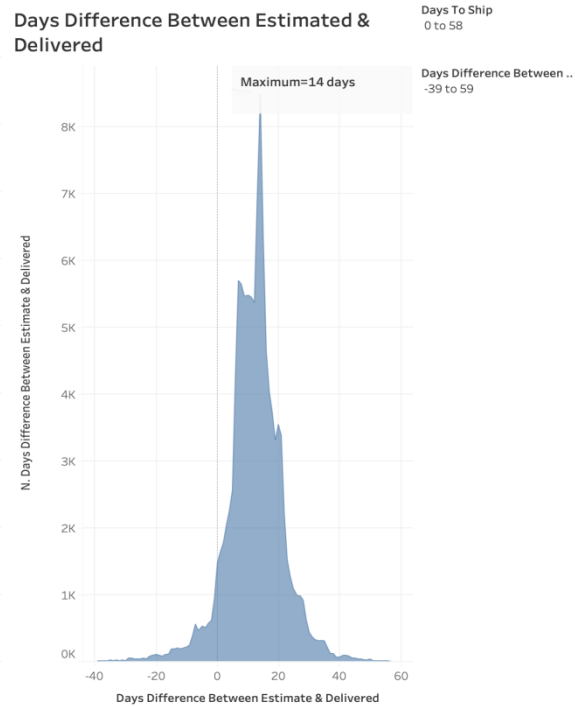 Days Difference Between Estimated &
Delivered
Days To Ship
0 to 58
Days Difference Between ..
-39 to 59
Maximum=14 days
8K
7K
6K
5K
4K
3K
2K
1K
0K
N. Days Difference Between Estimate & Delivered
-40
-20
0
20
40
60
Days Difference Between Estimate & Delivered